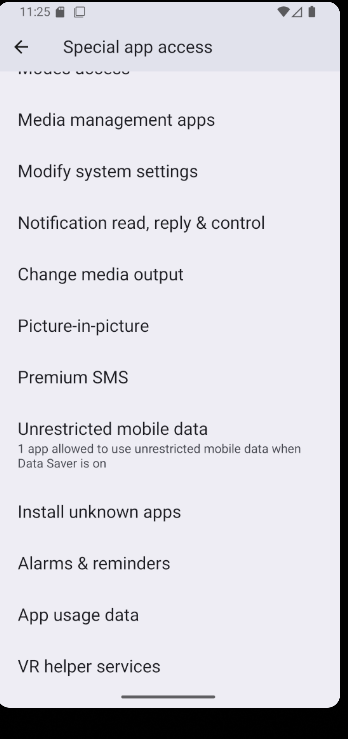 11:25
Special app access
Modes access
Media management apps
Modify system settings
Notification read, reply & control
Change media output
Picture-in-picture
Premium SMS
Unrestricted mobile data
1 app allowed to use unrestricted mobile data when
Data Saver is on
Install unknown apps
Alarms & reminders
App usage data
VR helper services